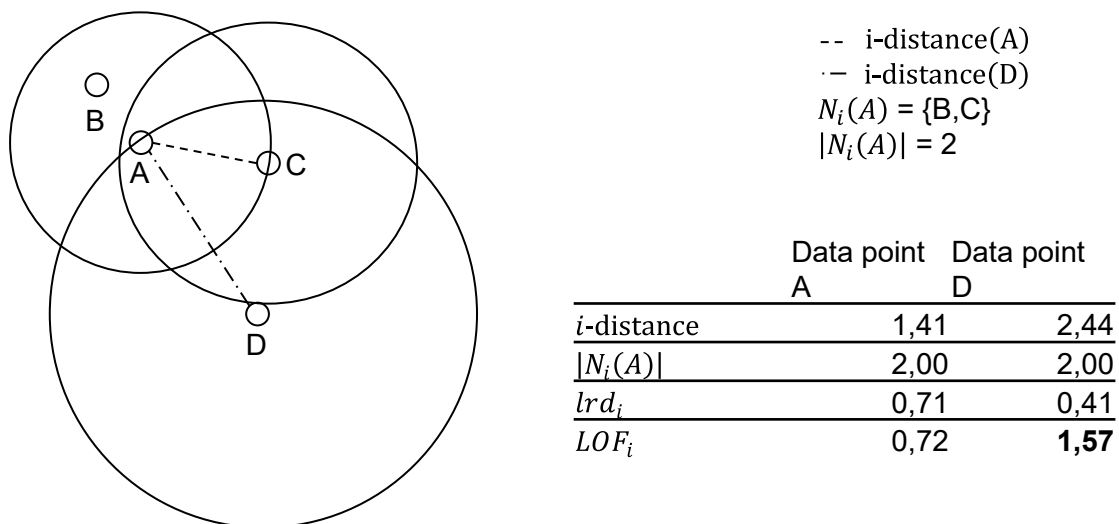 B
A
C
D
-- i-distance(A)
·– i-distance(D)
N_i(A) = {B,C}
|N_i(A)| = 2
Data point A Data point D
i-distance 1,41 2,44
|N_i(A)| 2,00 2,00
lrd_i 0,71 0,41
LOF_i 0,72 1,57